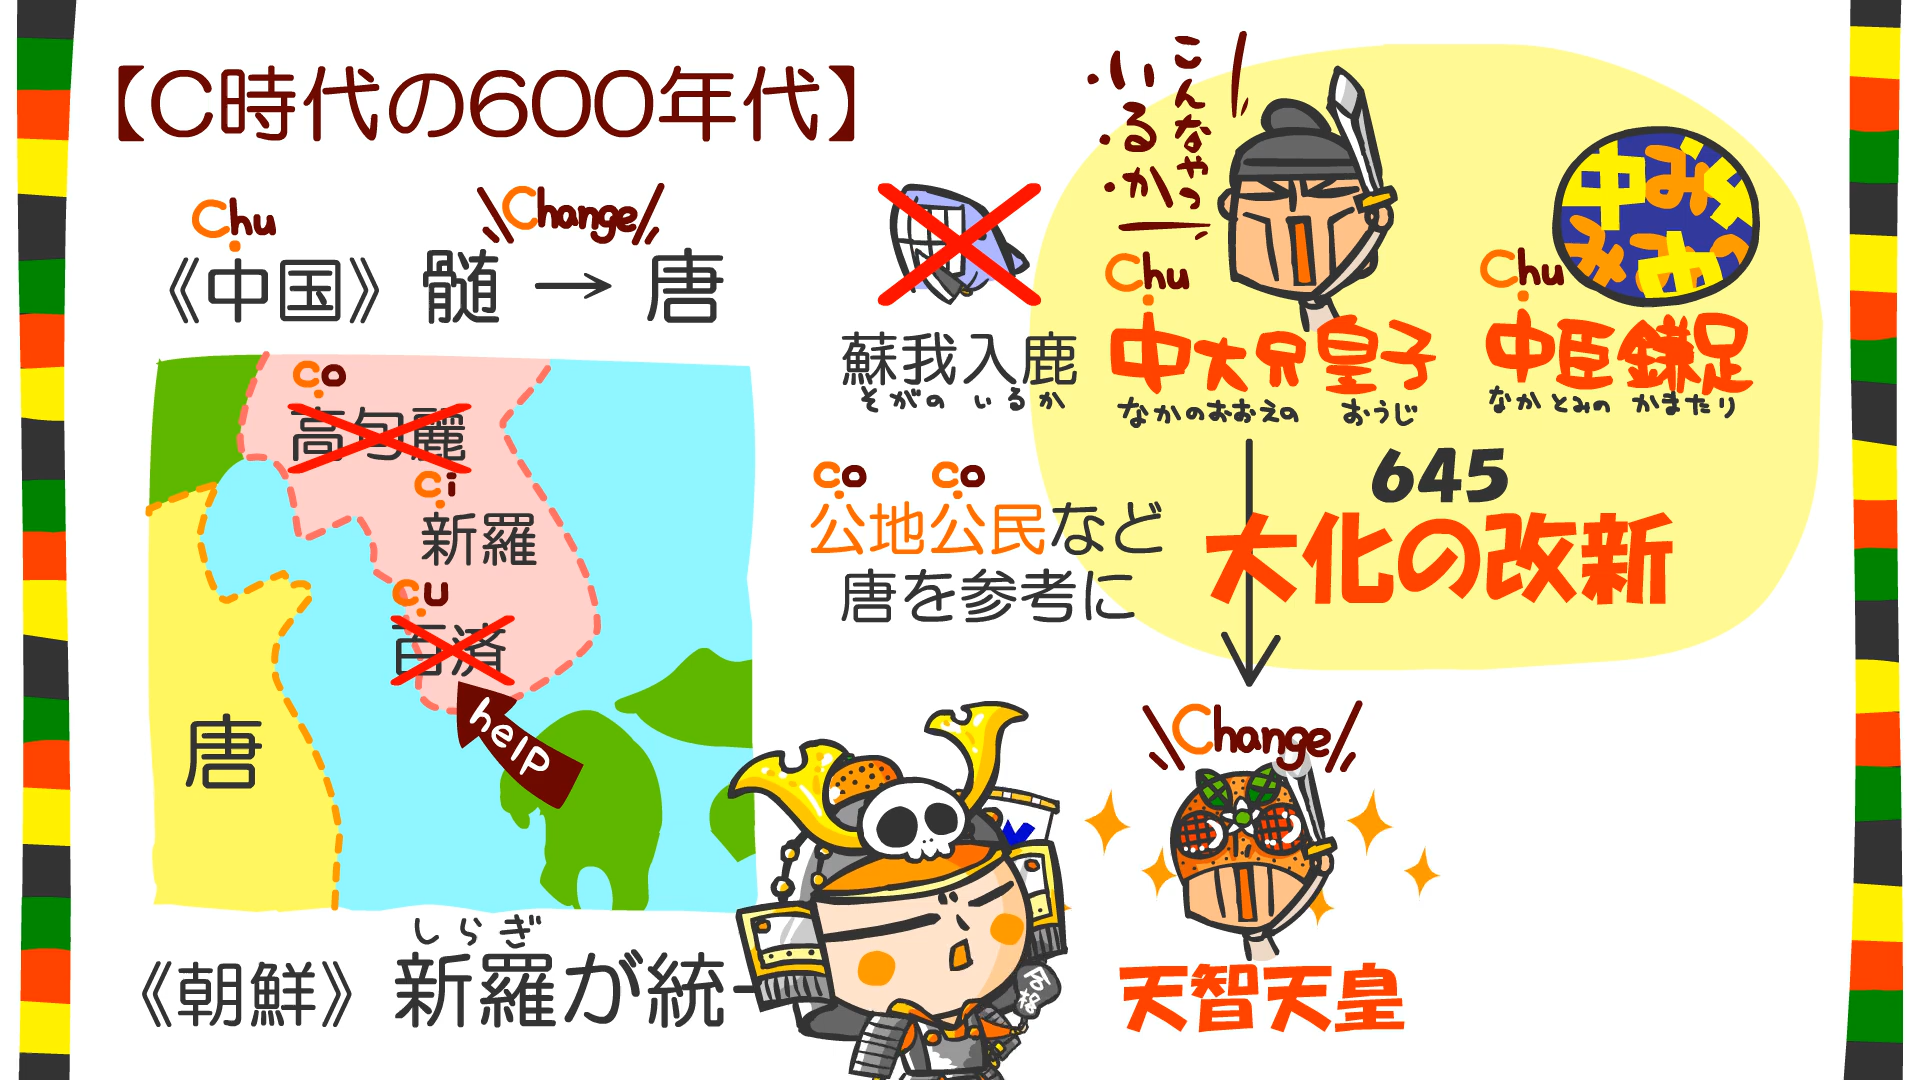 【C時代の600年代】
Chu
Change
《中国》 髄 → 唐
Co
高句麗
Ci
新羅
Cu
百済
help
唐
しらぎ
《朝鮮》 新羅が統一
こんなやつ
いるか
蘇我入鹿
そがの いるか
Chu
中大兄皇子
なかのおおえの おうじ
Chu
中臣鎌足
なかとみの かまたり
Co Co
公地公民など
唐を参考に
645
大化の改新
Change
天智天皇
合格